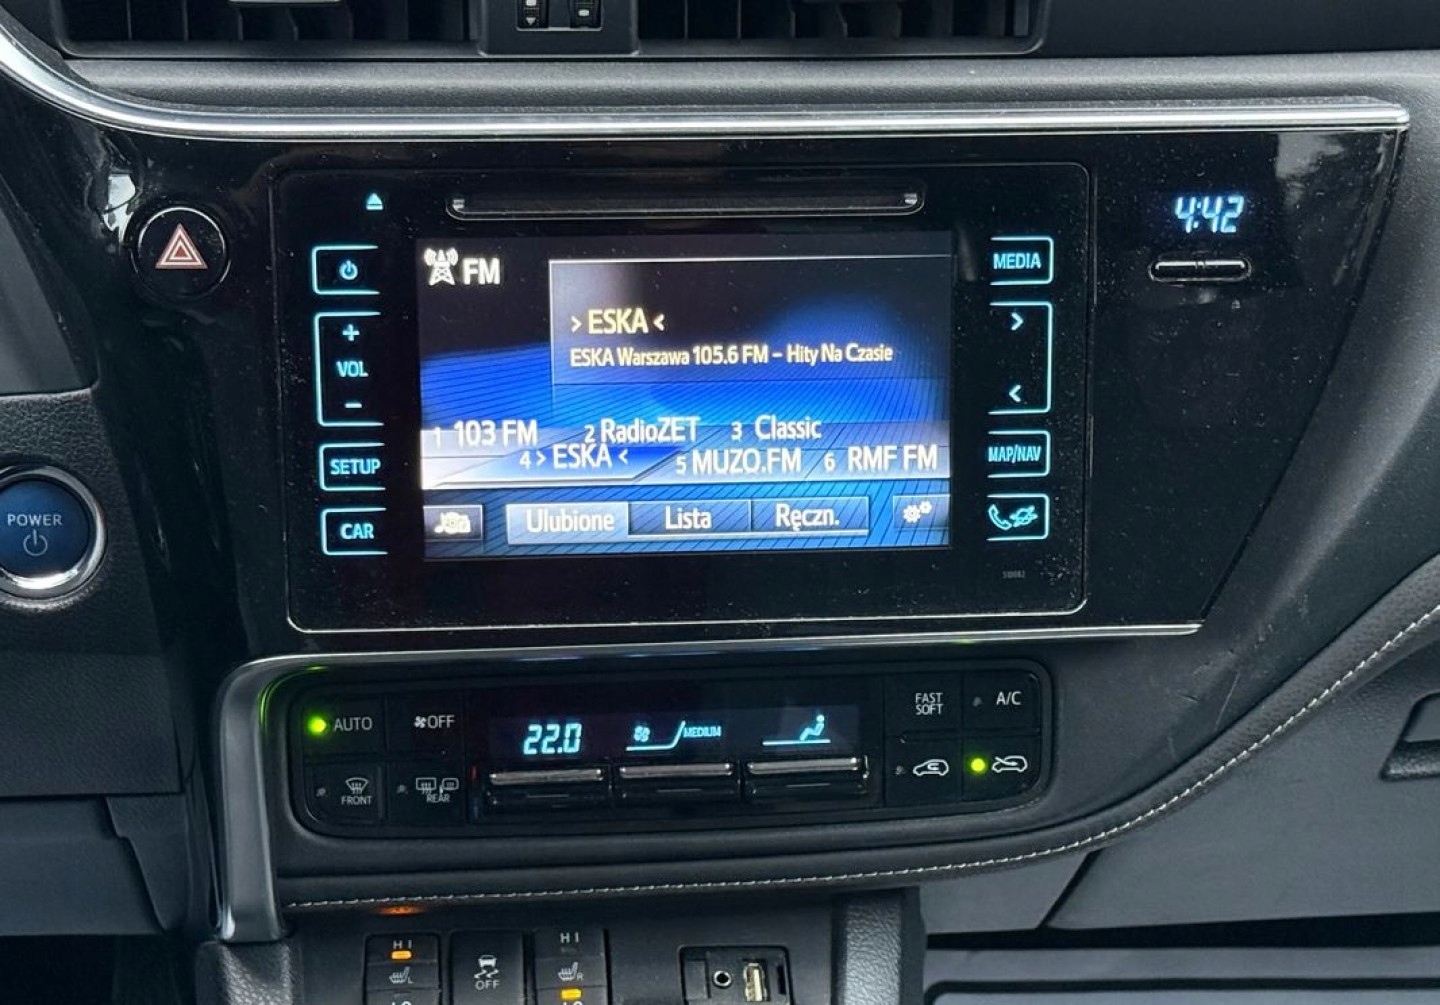 4:42
MEDIA
FM
> ESKA <
ESKA Warszawa 105.6 FM – Hity Na Czasie
+
VOL
–
>
<
1 103 FM 2 RadioZET 3 Classic
4 > ESKA < 5 MUZO.FM 6 RMF FM
SETUP
MAP/NAV
CAR
Ulubione Lista Ręczn.
POWER
AUTO
OFF
22.0
MEDIUM
FAST
SOFT
A/C
FRONT
REAR
HI
L
LO
OFF
HI
R
LO